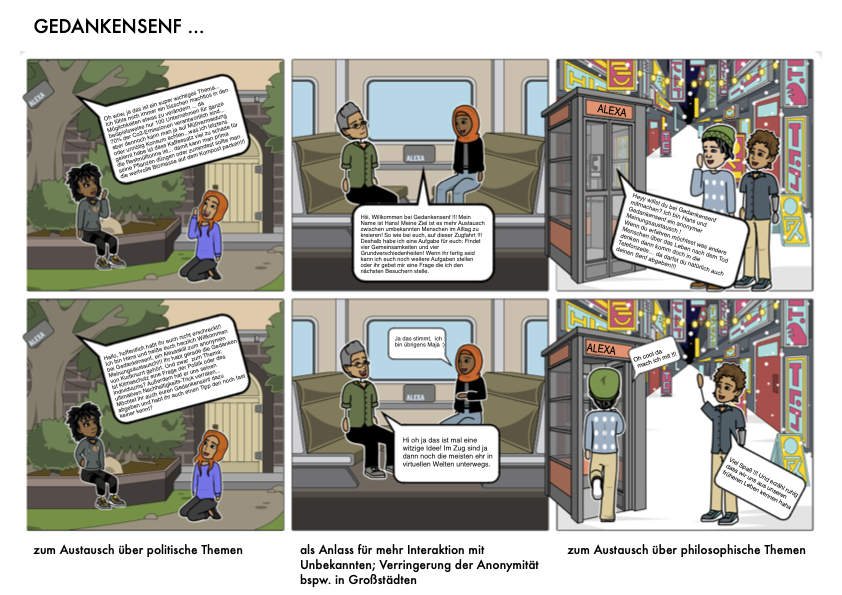 GEDANKENSENF ...
ALEXA
Oh wow, ja das ist ein super wichtiges Thema...
ich fühle mich immer ein bisschen machtlos in den
Möglichkeiten etwas zu verändern ... da
beispielsweise nur 100 Unternehmen für ganze
70% der Co2-Emissionen verantwortlich sind...
aber dennoch kann man ja auf Müllvermeidung
oder unnötig Konsum achten.. was ich letztens
gelernt habe ist dass Kaffeesatz viel zu schade für
die Restmülltonne ist... damit kann man prima
seine Pflanzen düngen oder zumindest sollte man
die wertvolle Biomasse auf dem Kompost packen!!!
ALEXA
Hiii, Willkommen bei Gedankensenf !!! Mein
Name ist Hans! Meine Ziel ist es mehr Austausch
zwischen unbekannten Menschen im Alltag zu
kreieren! So wie bei euch, auf dieser Zugfahrt !!!
Deshalb habe ich eine Aufgabe für euch: Findet
vier Gemeinsamkeiten und vier
Grundverschiedenheiten! Wenn ihr fertig seid
kann ich euch noch weitere Aufgaben stellen
oder ihr gebet mir eine Frage die ich den
nächsten Besuchern stelle.
ALEXA
Heyy willst du bei Gedankensenf
mitmachen? Ich bin Hans und
Gedankensenf ein anonymer
Meinungsaustausch !
Wenn du erfahren möchtest was andere
Menschen über das Leben nach dem Tod
denken dann komm doch in die
Telefonzelle... da darfst du natürlich auch
deinen Senf abgeben!!!
ALEXA
Hallo, hoffentlich habt ihr euch nicht erschreckt!!
Ich bin Hans und heiße euch herzlich Willkommen
bei Gedankensenf, ein Alexaskill zum anonymen
Meinungsaustausch!!! Ihr habt gerade die Gedanken
von Kurkuma gehört. Und zwar zum Thema:
Ist Klimaschutz eine Frage der Politik oder des
Individuums? Außerdem hat er uns seinen
ultimativen Nachhaltigkeits-Trick verraten...
Möchtet ihr auch euren Gedankensenf dazu
abgeben und habt ihr auch einen Tipp den noch fast
keiner kennt?
Ja das stimmt, ich
bin übrigens Maja :)
ALEXA
Hi oh ja das ist mal eine
witzige Idee! Im Zug sind ja
dann noch die meisten ehr in
virtuellen Welten unterwegs.
ALEXA
Oh cool da
mach ich mit !!!
Viel Spaß !!! Und erzähl ruhig
dass wir uns aus unserem
früheren Leben kennen haha
zum Austausch über politische Themen
als Anlass für mehr Interaktion mit
Unbekannten; Verringerung der Anonymität
bspw. in Großstädten
zum Austausch über philosophische Themen